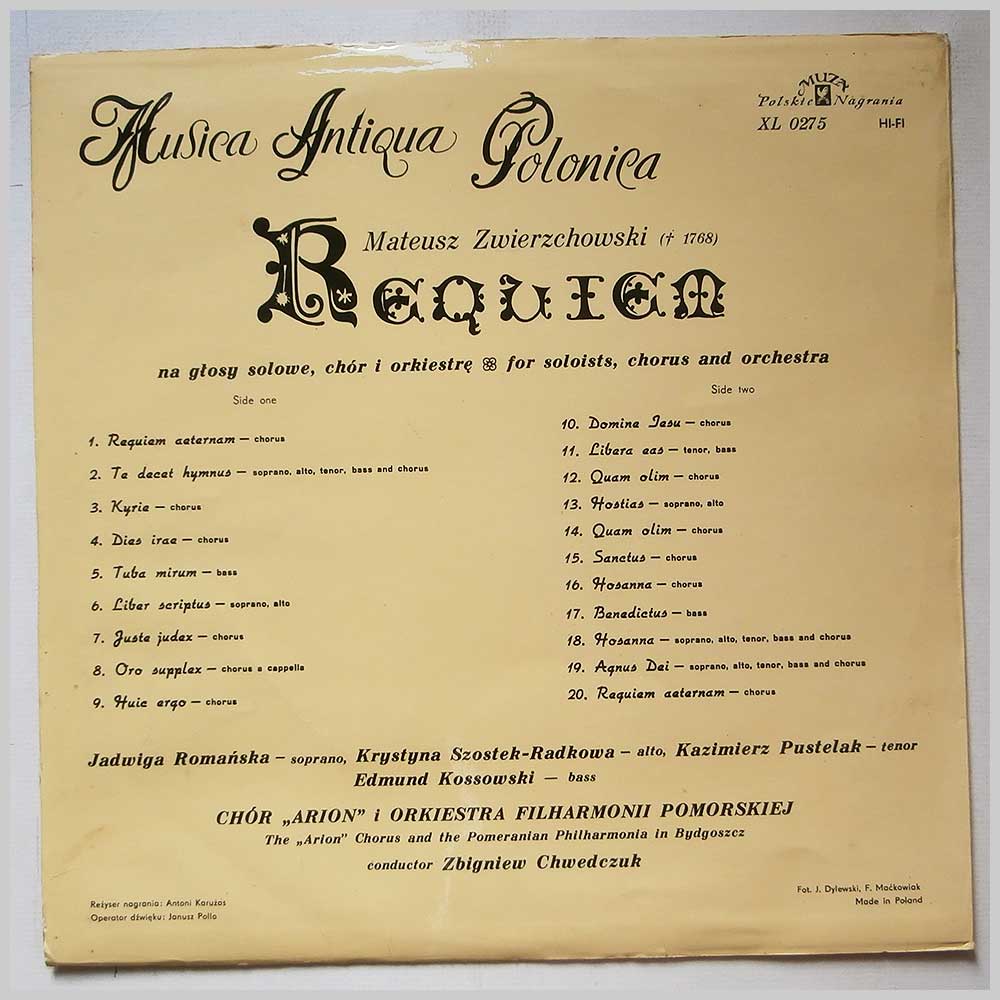 Musica Antiqua Polonica
MUZA
Polskie Nagrania
XL 0275 HI-FI
Mateusz Zwierzchowski († 1768)
REQUIEM
na głosy solowe, chór i orkiestrę for soloists, chorus and orchestra
Side one
1. Requiem aeternam — chorus
2. Te decet hymnus — soprano, alto, tenor, bass and chorus
3. Kyrie — chorus
4. Dies irae — chorus
5. Tuba mirum — bass
6. Liber scriptus — soprano, alto
7. Juste judex — chorus
8. Oro supplex — chorus a cappella
9. Huic ergo — chorus
Side two
10. Domine Jesu — chorus
11. Libera eas — tenor, bass
12. Quam olim — chorus
13. Hostias — soprano, alto
14. Quam olim — chorus
15. Sanctus — chorus
16. Hosanna — chorus
17. Benedictus — bass
18. Hosanna — soprano, alto, tenor, bass and chorus
19. Agnus Dei — soprano, alto, tenor, bass and chorus
20. Requiem aeternam — chorus
Jadwiga Romańska — soprano, Krystyna Szostek-Radkowa — alto, Kazimierz Pustelak — tenor
Edmund Kossowski — bass
CHÓR „ARION” i ORKIESTRA FILHARMONII POMORSKIEJ
The „Arion” Chorus and the Pomeranian Philharmonia in Bydgoszcz
conductor Zbigniew Chwedczuk
Reżyser nagrania: Antoni Karużas
Operator dźwięku: Janusz Pollo
Fot. J. Dylewski, F. Maćkowiak
Made in Poland